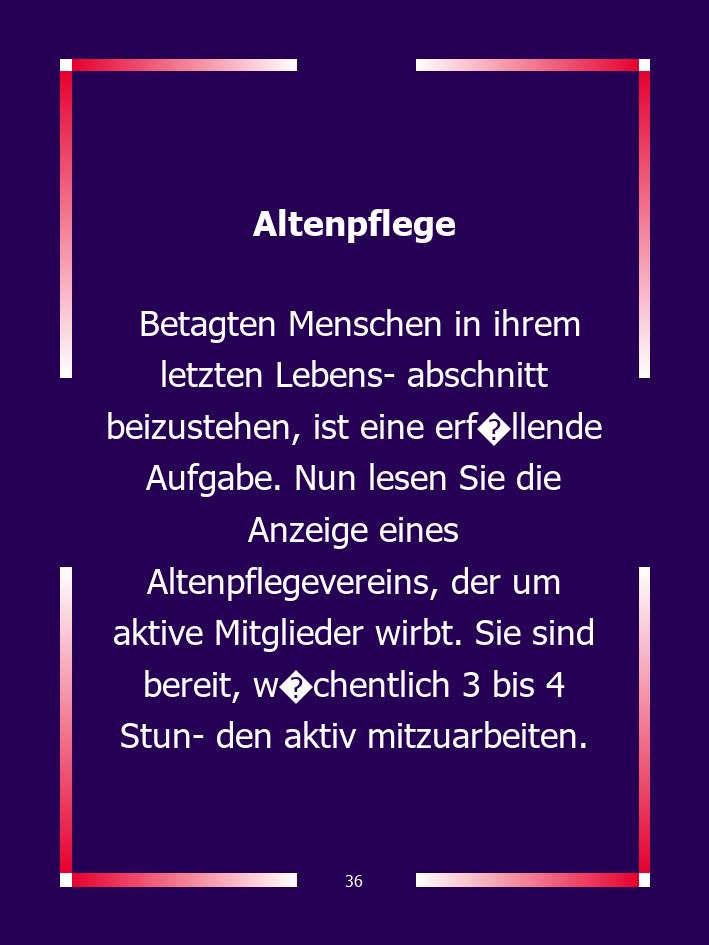 Altenpflege
Betagten Menschen in ihrem
letzten Lebens- abschnitt
beizustehen, ist eine erf�llende
Aufgabe. Nun lesen Sie die
Anzeige eines
Altenpflegevereins, der um
aktive Mitglieder wirbt. Sie sind
bereit, w�chentlich 3 bis 4
Stun- den aktiv mitzuarbeiten.
36